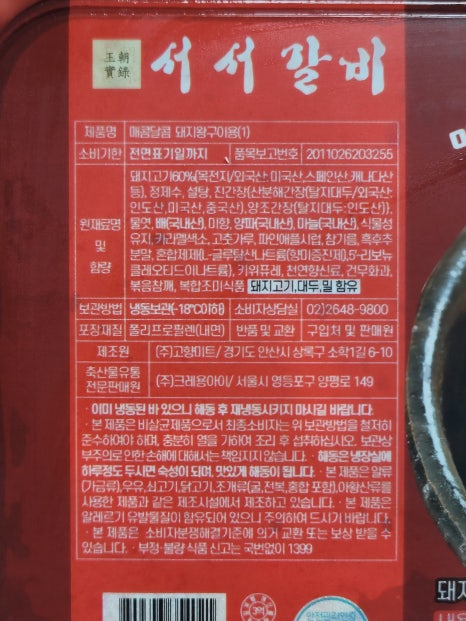 王朝
實錄
서서갈비
제품명 매콤달콤 돼지왕구이용(1)
소비기한 전면표기일까지 품목보고번호 2011026203255
원재료명 및 함량
돼지고기60%(목전지/외국산: 미국산,스페인산,캐나다산
등), 정제수, 설탕, 진간장{산분해간장(탈지대두/외국산:
인도산,미국산,중국산),양조간장(탈지대두:인도산)},
물엿,배(국내산),미향,양파(국내산),마늘(국내산),식물성
유지,카라멜색소,고춧가루,파인애플시럽,참기름,흑후추
분말,혼합제제(L-글루탐산나트륨(향미증진제),5'-리보뉴
클레오티드이나트륨), 키위퓨레, 천연향신료, 건무화과,
볶음참깨, 복합조미식품 돼지고기,대두,밀 함유
보관방법 냉동보관(-18℃이하) 소비자상담실 02)2648-9800
포장재질 폴리프로필렌(내면) 반품 및 교환 구입처 및 판매원
제조원 (주)고향미트/ 경기도 안산시 상록구 소학1길 6-10
축산물유통전문판매원 (주)크레용아이/ 서울시 영등포구 양평로 149
· 이미 냉동된 바 있으니 해동 후 재냉동시키지 마시길 바랍니다.
· 본 제품은 비살균제품으로서 최종소비자는 위 보관방법을 철저히
준수하여야 하며, 충분히 열을 가하여 조리 후 섭취하십시오. 보관상
부주의로 인한 손해에 대해서는 책임지지 않습니다. · 해동은 냉장실에
하루정도 두시면 숙성이 되며, 맛있게 해동이 됩니다. · 본 제품은 알류
(가금류),우유,쇠고기,닭고기,조개류(굴,전복,홍합 포함),아황산류를
사용한 제품과 같은 제조시설에서 제조하고 있습니다. · 본 제품은
알레르기 유발물질이 함유되어 있으니 주의하여 드시기 바랍니다.
· 본 제품은 소비자분쟁해결기준에 의거 교환 또는 보상 받을 수
있습니다. · 부정·불량 식품 신고는 국번없이 1399
돼지